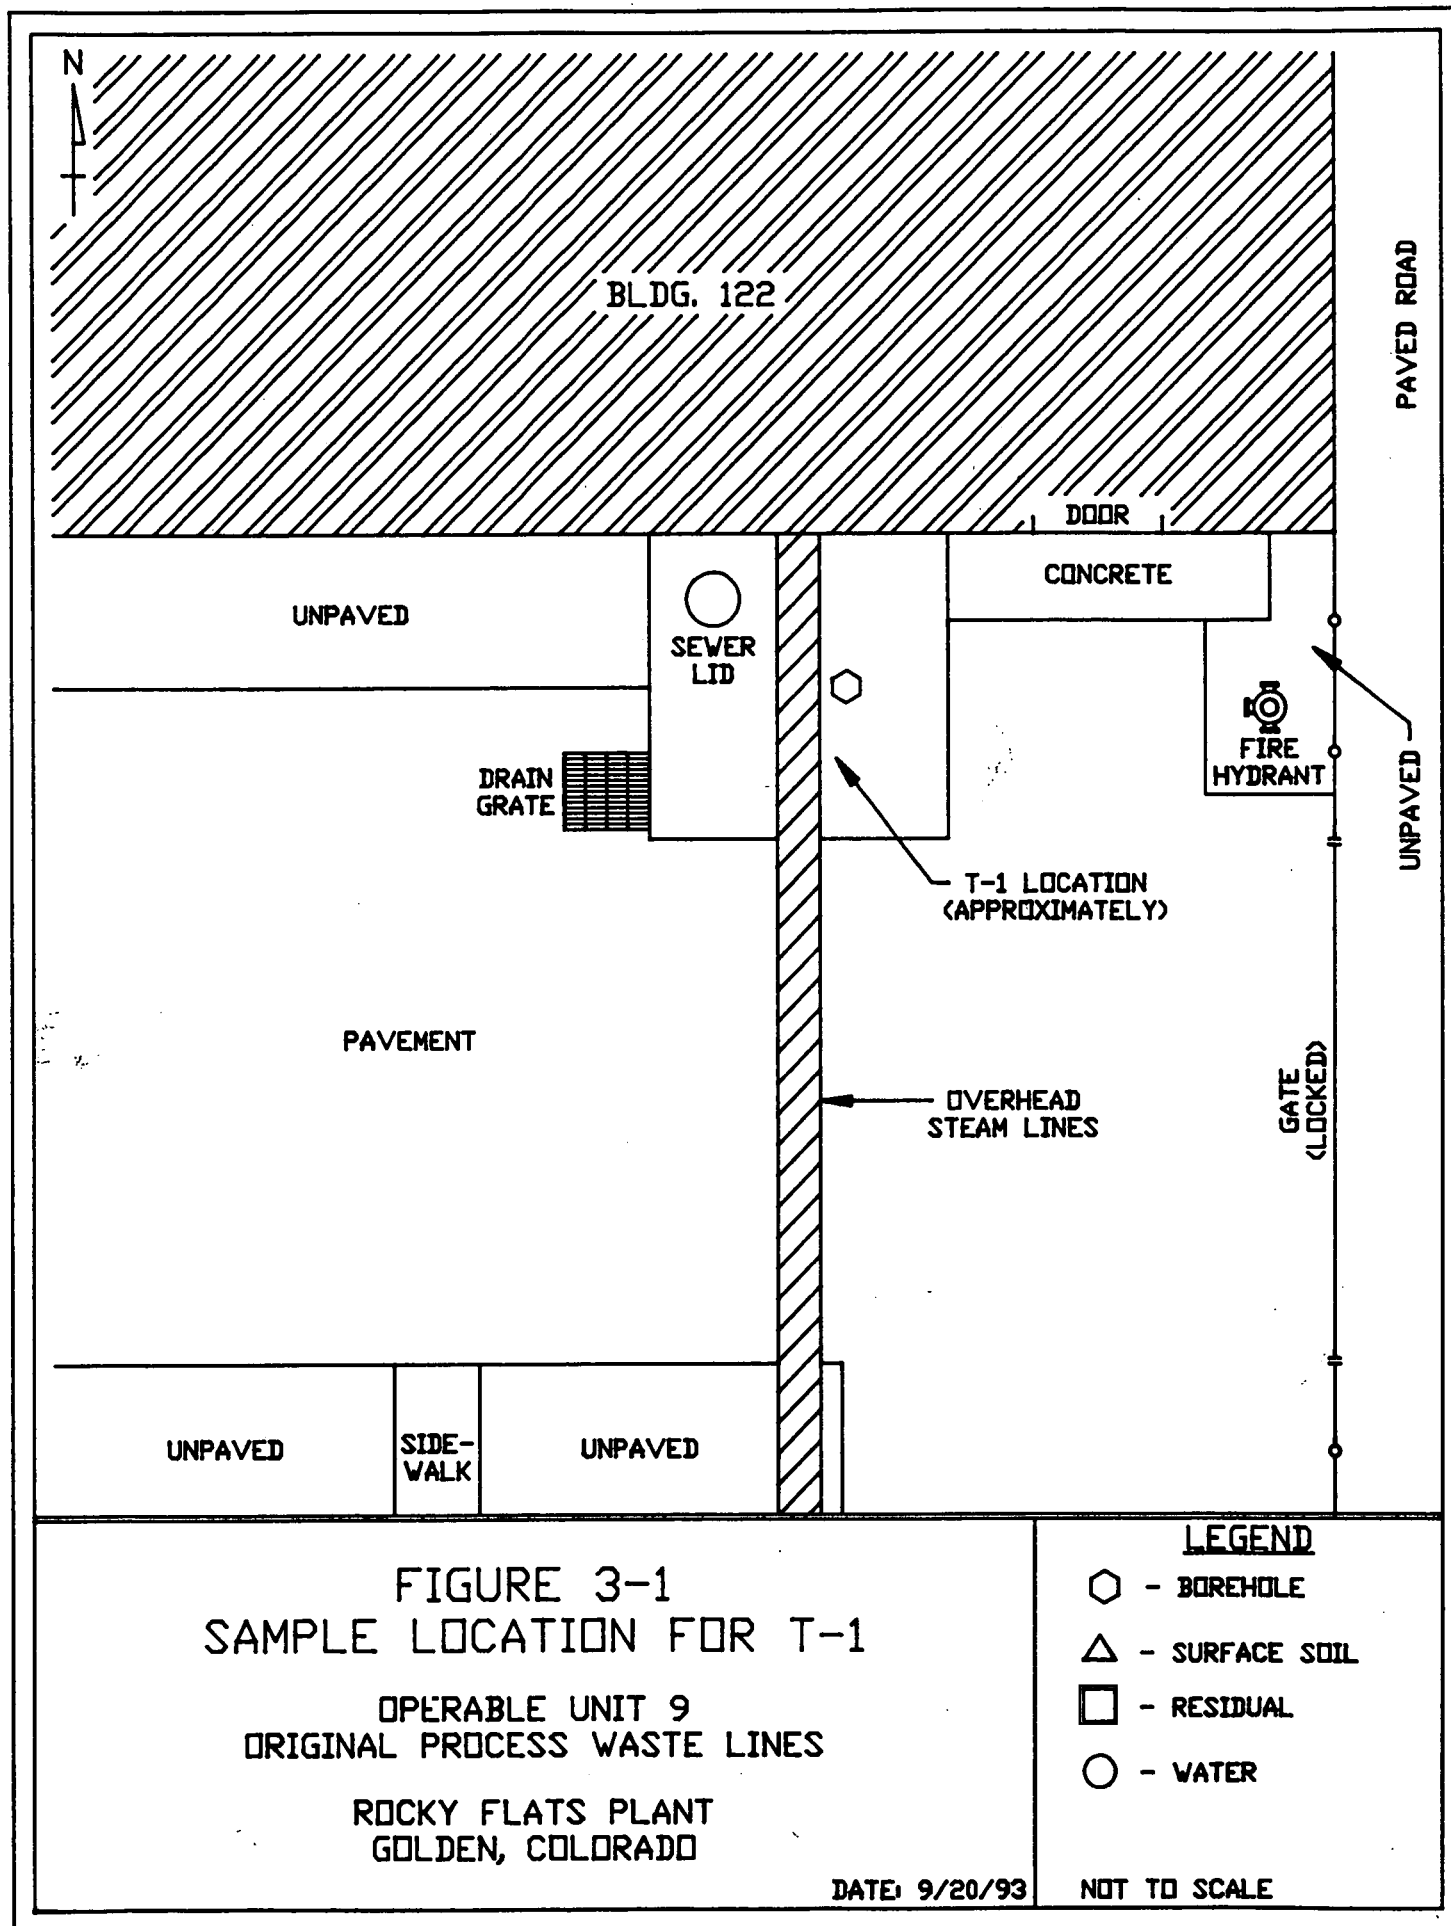 N
BLDG. 122
PAVED ROAD
DOOR
CONCRETE
UNPAVED
SEWER
LID
FIRE
HYDRANT
UNPAVED
DRAIN
GRATE
T-1 LOCATION
(APPROXIMATELY)
PAVEMENT
OVERHEAD
STEAM LINES
GATE
(LOCKED)
UNPAVED
SIDE-
WALK
UNPAVED
FIGURE 3-1
SAMPLE LOCATION FOR T-1
OPERABLE UNIT 9
ORIGINAL PROCESS WASTE LINES
ROCKY FLATS PLANT
GOLDEN, COLORADO
DATE: 9/20/93
LEGEND
- BOREHOLE
- SURFACE SOIL
- RESIDUAL
- WATER
NOT TO SCALE